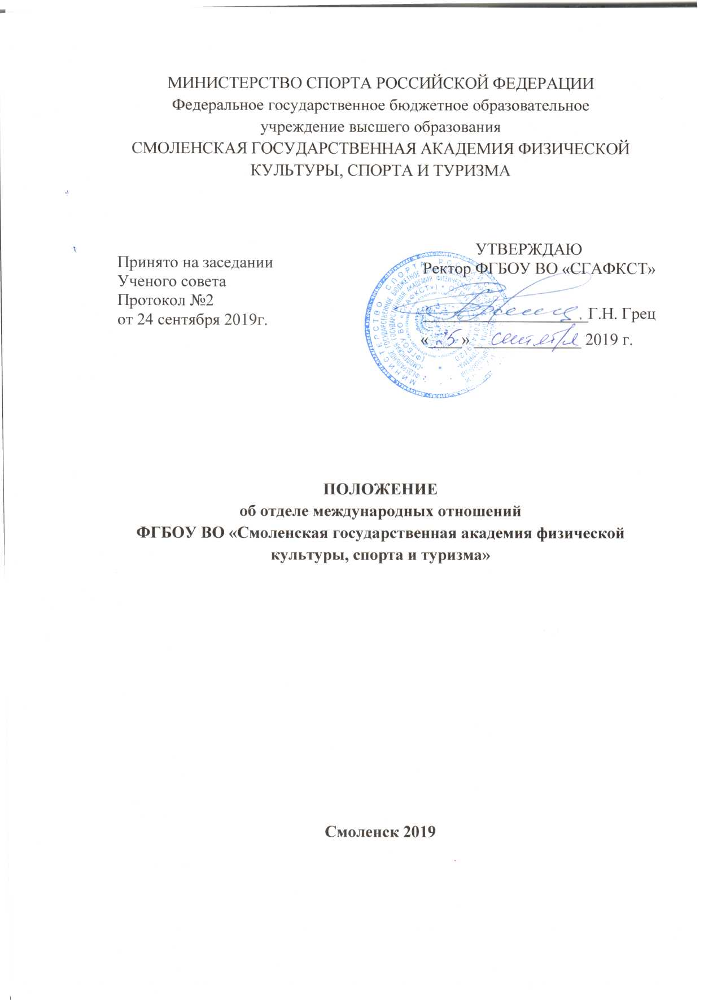 МИНИСТЕРСТВО СПОРТА РОССИЙСКОЙ ФЕДЕРАЦИИ
Федеральное государственное бюджетное образовательное
учреждение высшего образования
СМОЛЕНСКАЯ ГОСУДАРСТВЕННАЯ АКАДЕМИЯ ФИЗИЧЕСКОЙ
КУЛЬТУРЫ, СПОРТА И ТУРИЗМА
Принято на заседании
Ученого совета
Протокол №2
от 24 сентября 2019г.
УТВЕРЖДАЮ
Ректор ФГБОУ ВО «СГАФКСТ»
Г.Н. Грец
« » сентября 2019 г.
ПОЛОЖЕНИЕ
об отделе международных отношений
ФГБОУ ВО «Смоленская государственная академия физической
культуры, спорта и туризма»
Смоленск 2019